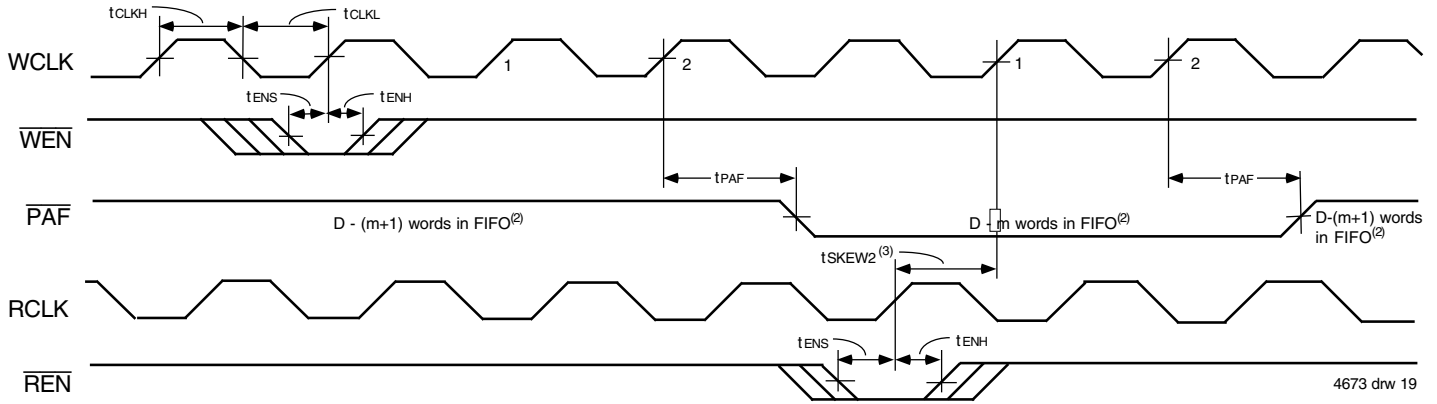 tCLKH tCLKL
WCLK 1 2 1 2
tENS tENH
WEN
tPAF tPAF
PAF
D - (m+1) words in FIFO(2) D - m words in FIFO(2) D-(m+1) words
in FIFO(2)
tSKEW2(3)
RCLK
tENS tENH
REN
4673 drw 19